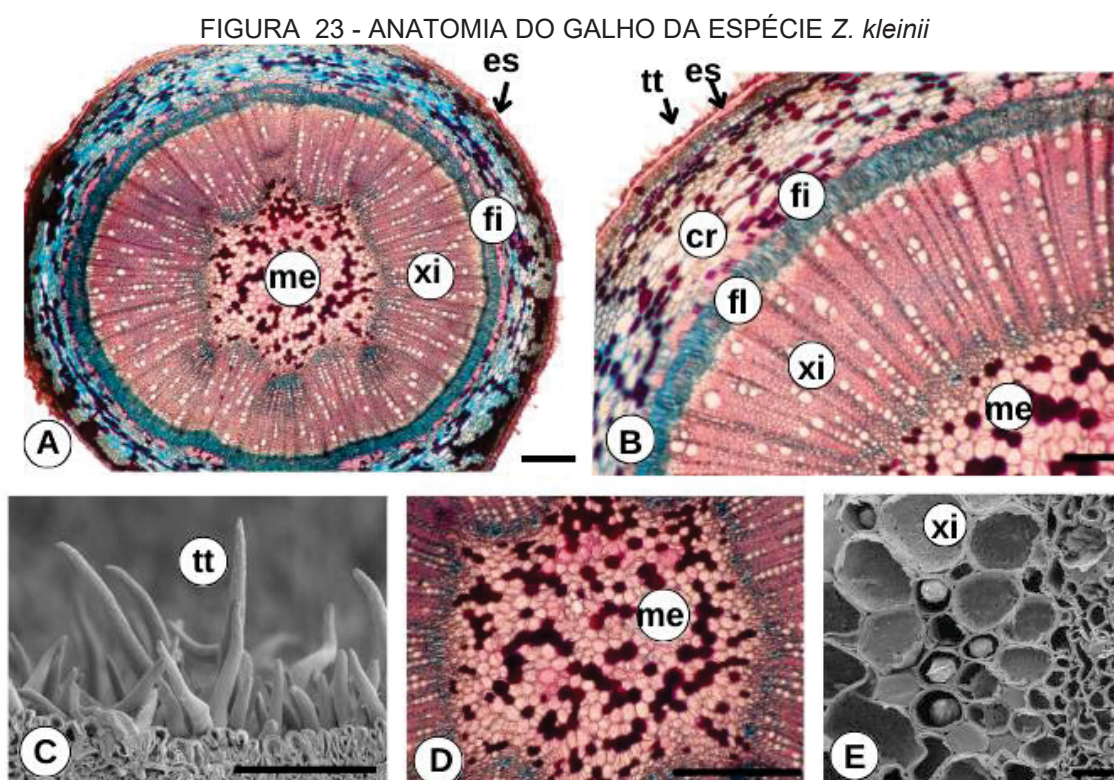 FIGURA 23 - ANATOMIA DO GALHO DA ESPÉCIE Z. kleinii
es
fi
me
xi
A
tt es
fi
cr
fl
xi
me
B
tt
C
me
D
xi
E